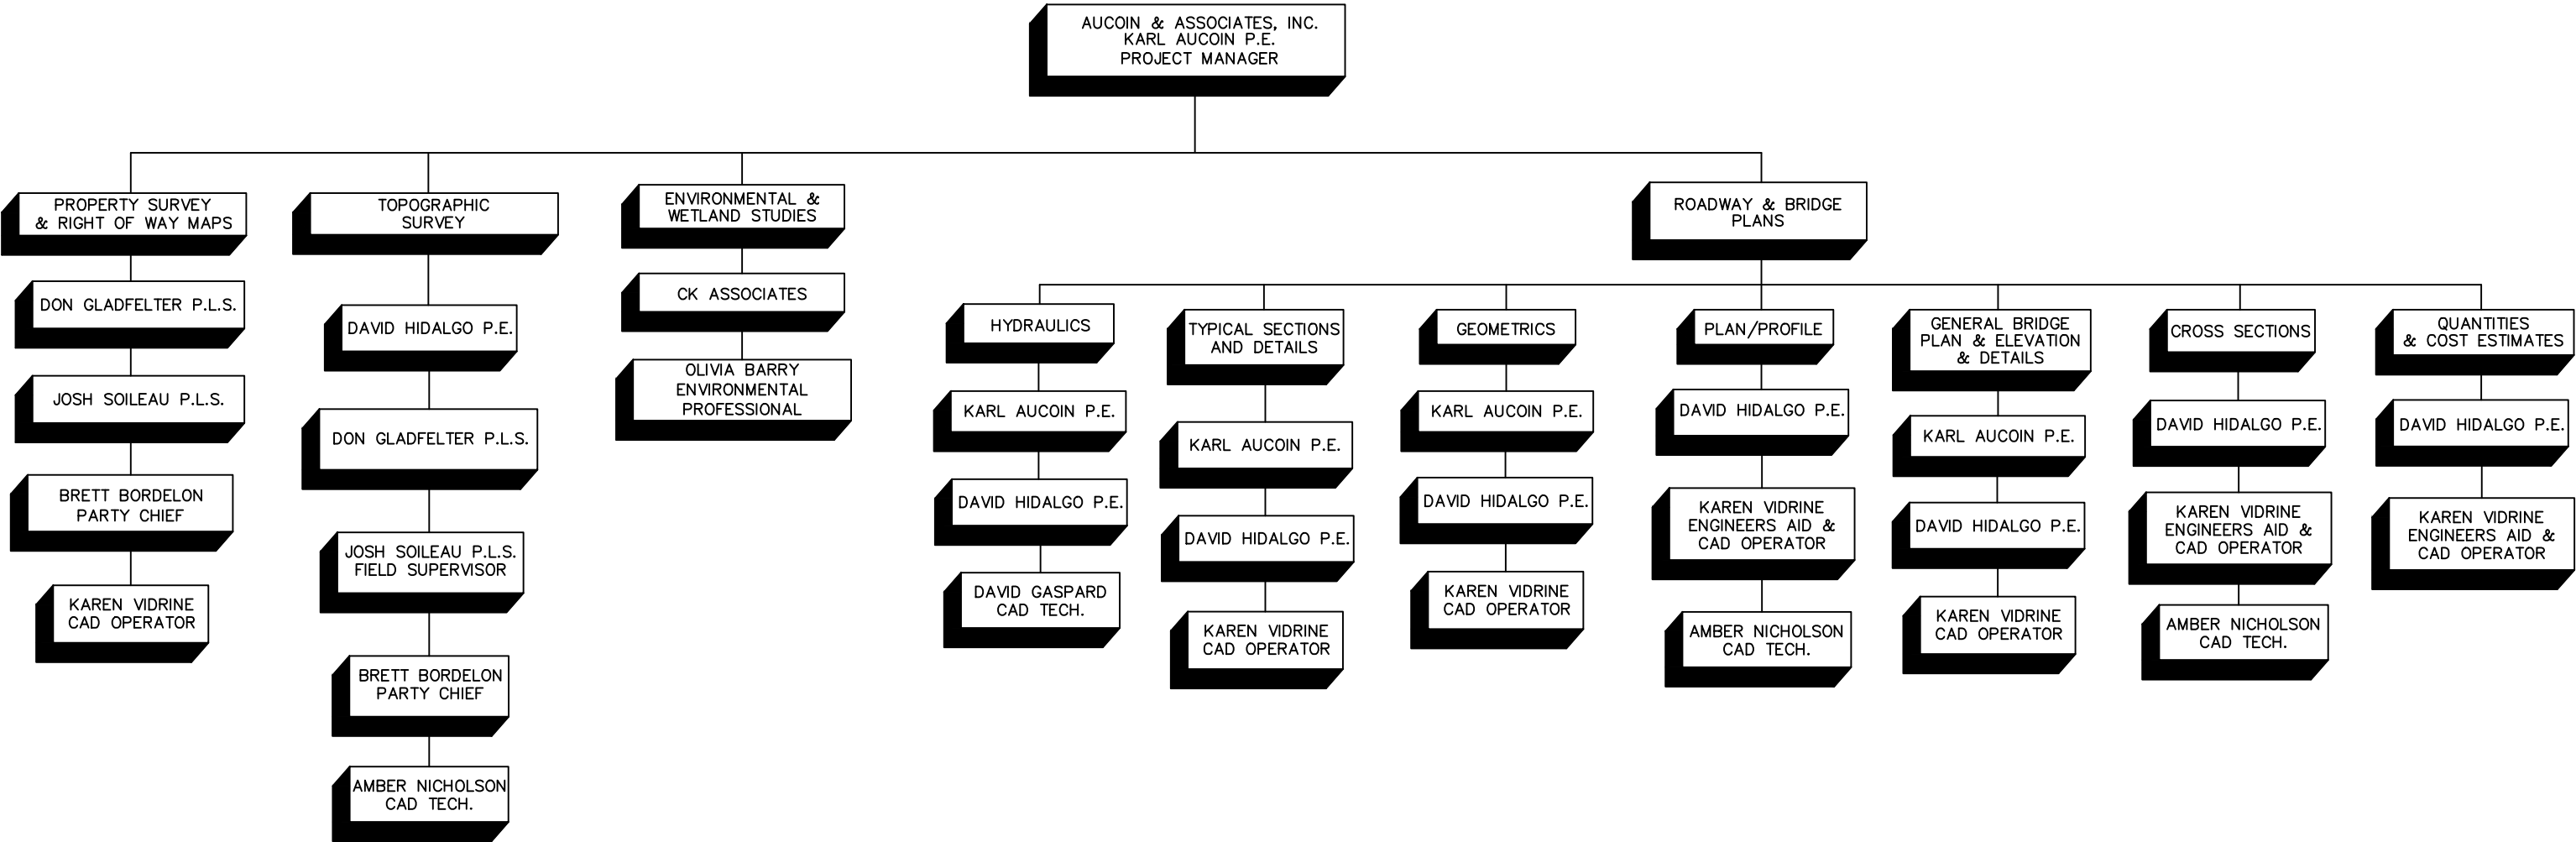 AUCOIN & ASSOCIATES, INC.
KARL AUCOIN P.E.
PROJECT MANAGER
PROPERTY SURVEY
& RIGHT OF WAY MAPS
DON GLADFELTER P.L.S.
JOSH SOILEAU P.L.S.
BRETT BORDELON
PARTY CHIEF
KAREN VIDRINE
CAD OPERATOR
TOPOGRAPHIC
SURVEY
DAVID HIDALGO P.E.
DON GLADFELTER P.L.S.
JOSH SOILEAU P.L.S.
FIELD SUPERVISOR
BRETT BORDELON
PARTY CHIEF
AMBER NICHOLSON
CAD TECH.
ENVIRONMENTAL &
WETLAND STUDIES
CK ASSOCIATES
OLIVIA BARRY
ENVIRONMENTAL
PROFESSIONAL
ROADWAY & BRIDGE
PLANS
HYDRAULICS
KARL AUCOIN P.E.
DAVID HIDALGO P.E.
DAVID GASPARD
CAD TECH.
TYPICAL SECTIONS
AND DETAILS
KARL AUCOIN P.E.
DAVID HIDALGO P.E.
KAREN VIDRINE
CAD OPERATOR
GEOMETRICS
KARL AUCOIN P.E.
DAVID HIDALGO P.E.
KAREN VIDRINE
CAD OPERATOR
PLAN/PROFILE
DAVID HIDALGO P.E.
KAREN VIDRINE
ENGINEERS AID &
CAD OPERATOR
AMBER NICHOLSON
CAD TECH.
GENERAL BRIDGE
PLAN & ELEVATION
& DETAILS
KARL AUCOIN P.E.
DAVID HIDALGO P.E.
KAREN VIDRINE
CAD OPERATOR
CROSS SECTIONS
DAVID HIDALGO P.E.
KAREN VIDRINE
ENGINEERS AID &
CAD OPERATOR
AMBER NICHOLSON
CAD TECH.
QUANTITIES
& COST ESTIMATES
DAVID HIDALGO P.E.
KAREN VIDRINE
ENGINEERS AID &
CAD OPERATOR